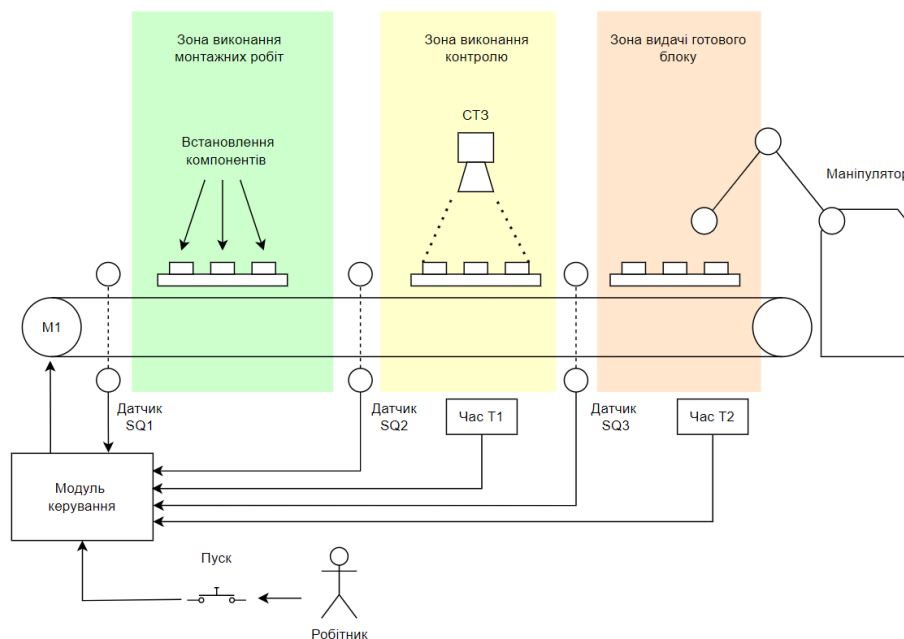 Зона виконання
монтажних робіт
Зона виконання
контролю
Зона видачі готового
блоку
СТЗ
Встановлення
компонентів
Маніпулятор
М1
Датчик
SQ1
Датчик
SQ2
Час Т1
Датчик
SQ3
Час Т2
Модуль
керування
Пуск
Робітник